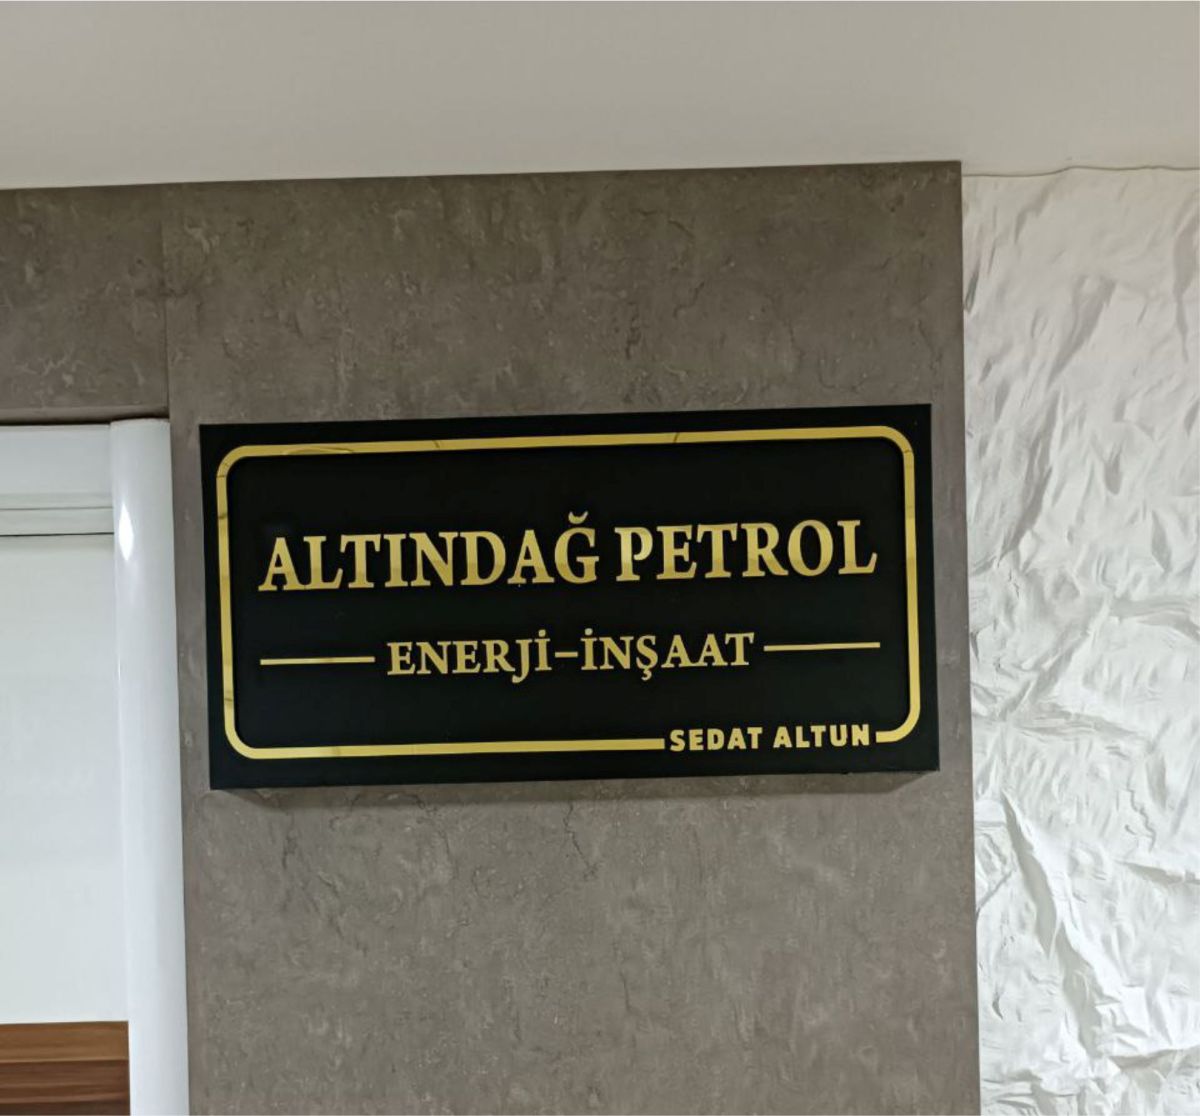 ALTINDAĞ PETROL
ENERJİ-İNŞAAT
SEDAT ALTUN